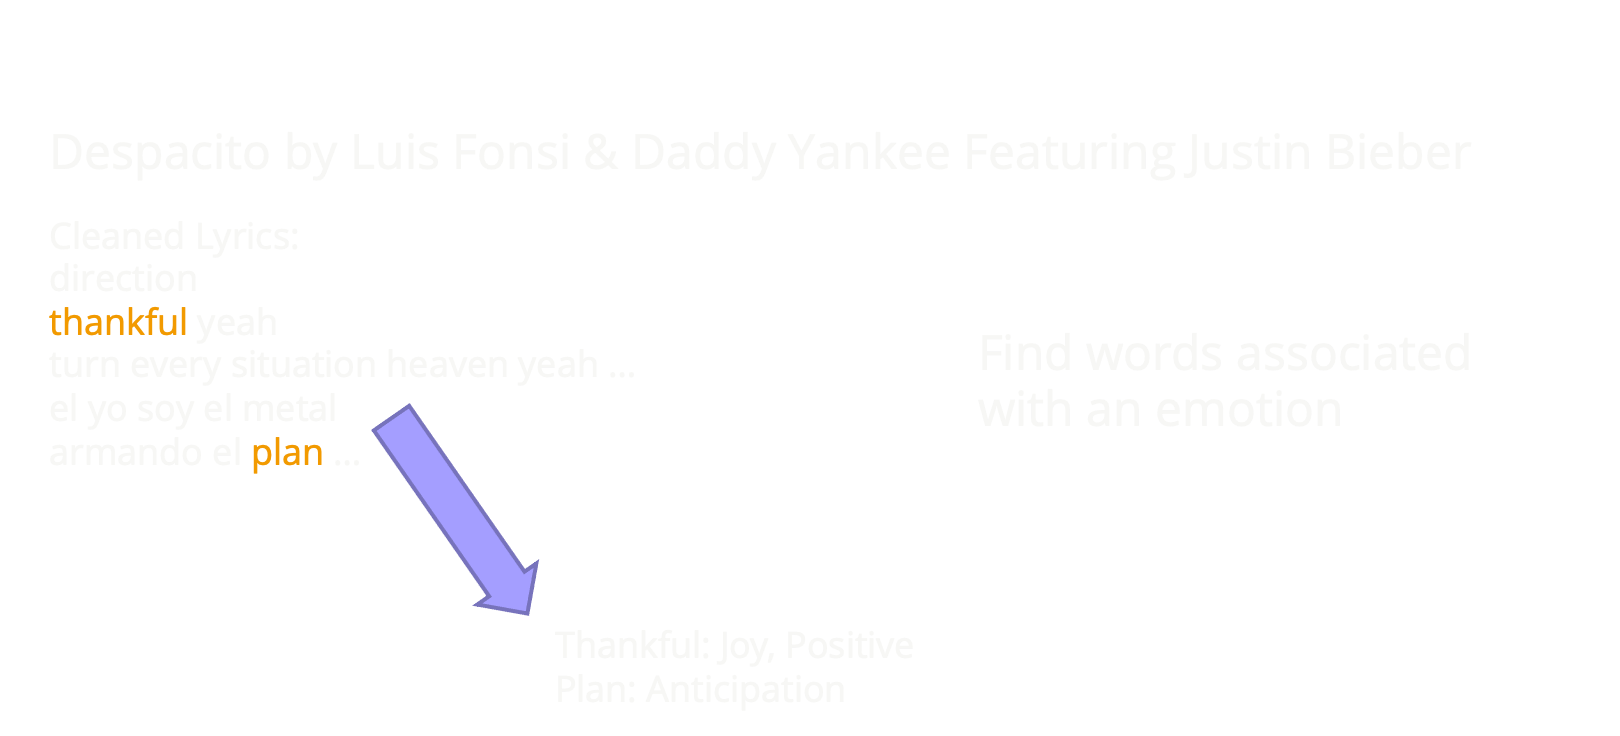 Despacito by Luis Fonsi & Daddy Yankee Featuring Justin Bieber
Cleaned Lyrics:
direction
thankful yeah
turn every situation heaven yeah ...
el yo soy el metal
armando el plan ...
Find words associated
with an emotion
Thankful: Joy, Positive
Plan: Anticipation